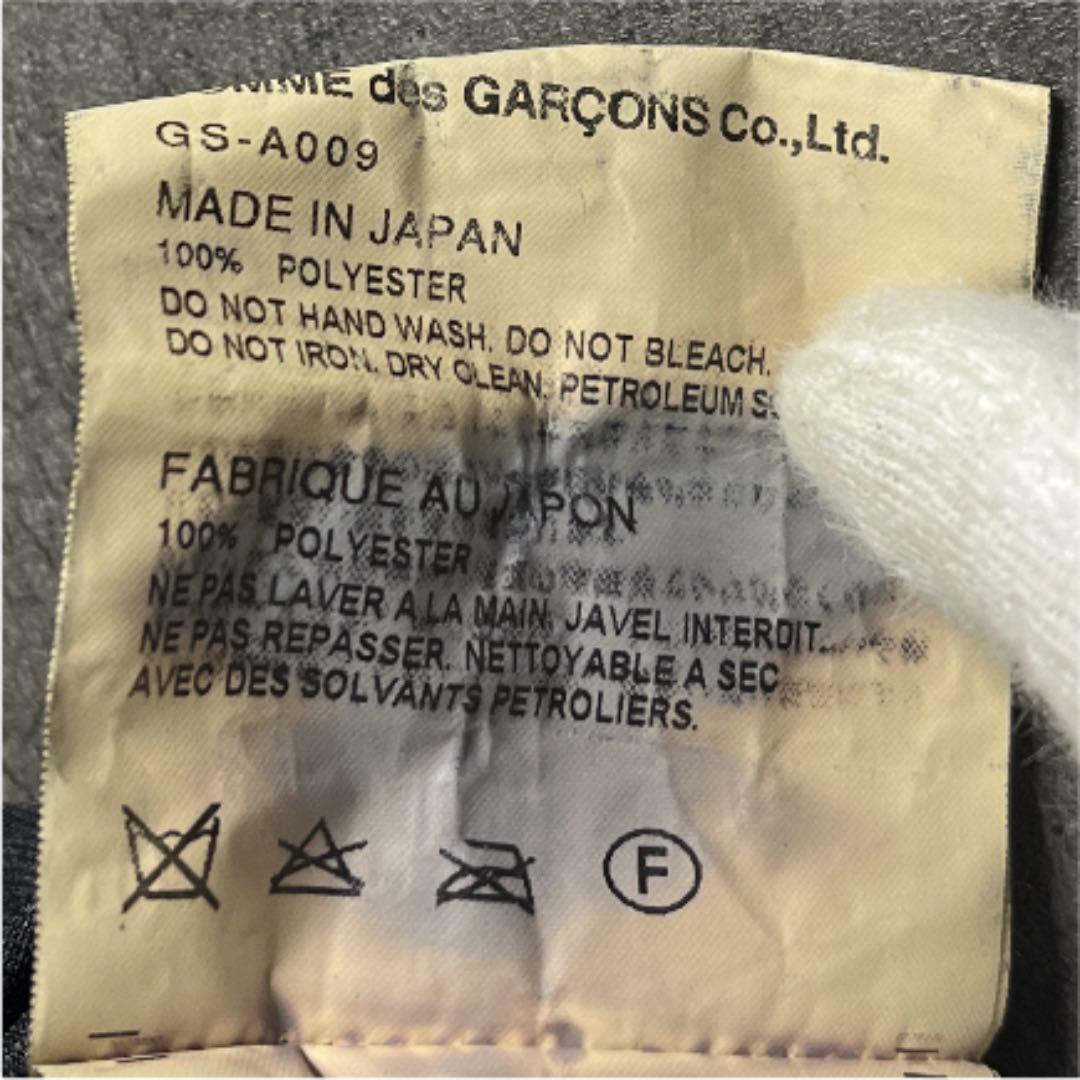 COMME des GARÇONS Co.,Ltd.
GS-A009
MADE IN JAPAN
100% POLYESTER
DO NOT HAND WASH. DO NOT BLEACH.
DO NOT IRON. DRY CLEAN. PETROLEUM
FABRIQUE AU JAPON
100% POLYESTER
NE PAS LAVER A LA MAIN. JAVEL INTERDIT.
NE PAS REPASSER. NETTOYABLE A SEC
AVEC DES SOLVANTS PETROLIERS.
F